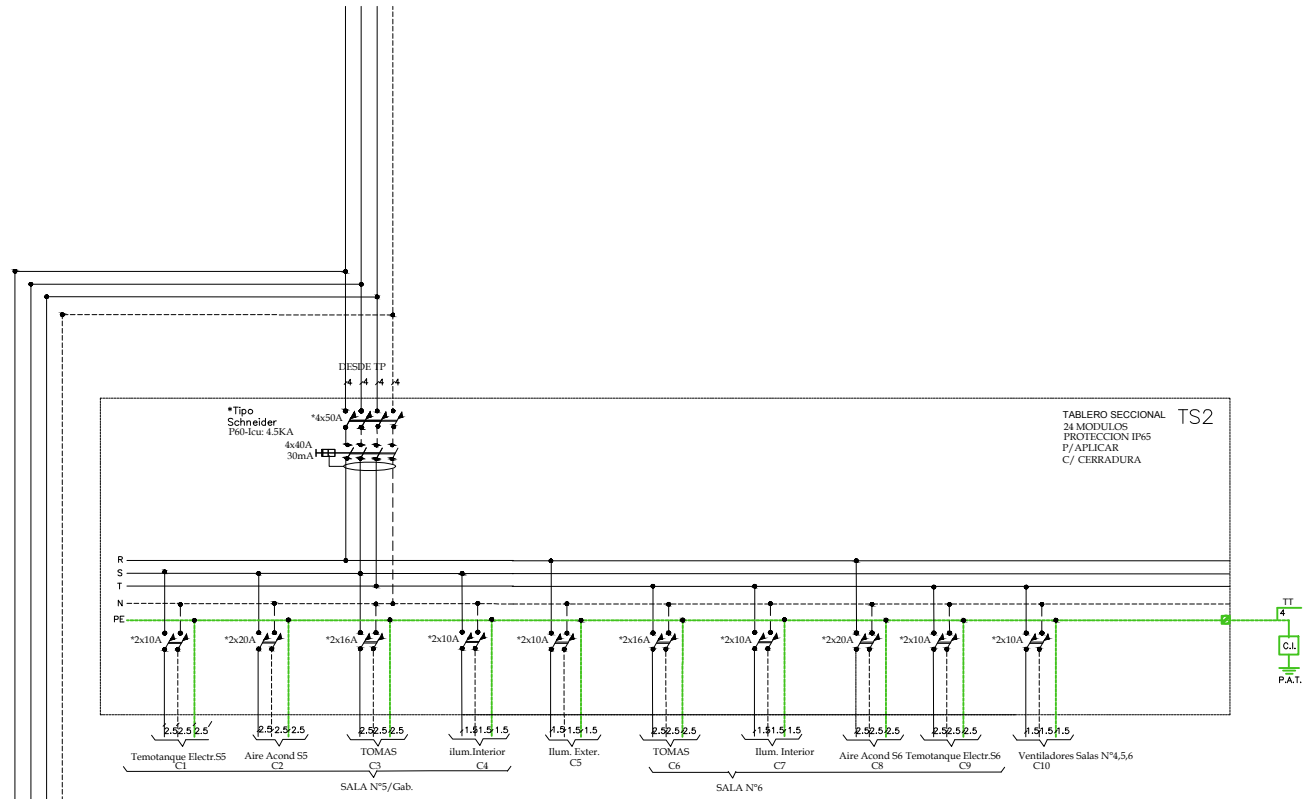 DESDE TP
4 4 4 4
*Tipo
Schneider
P60-Icu: 4.5KA
*4x50A
4x40A
30mA
TABLERO SECCIONAL TS2
24 MODULOS
PROTECCION IP65
P/APLICAR
C/ CERRADURA
R
S
T
N
PE
TT
4
C.I.
P.A.T.
*2x10A *2x20A *2x16A *2x10A *2x10A *2x16A *2x10A *2x20A *2x10A *2x10A
2.5 2.5 2.5 2.5 2.5 2.5 2.5 2.5 2.5 1.5 1.5 1.5 1.5 1.5 1.5 2.5 2.5 2.5 1.5 1.5 1.5 2.5 2.5 2.5 2.5 2.5 2.5 1.5 1.5 1.5
Temotanque Electr.S5 Aire Acond S5 TOMAS ilum.Interior Ilum. Exter. TOMAS Ilum. Interior Aire Acond S6 Temotanque Electr.S6 Ventiladores Salas N°4,5,6
C1 C2 C3 C4 C5 C6 C7 C8 C9 C10
SALA N°5/Gab. SALA N°6